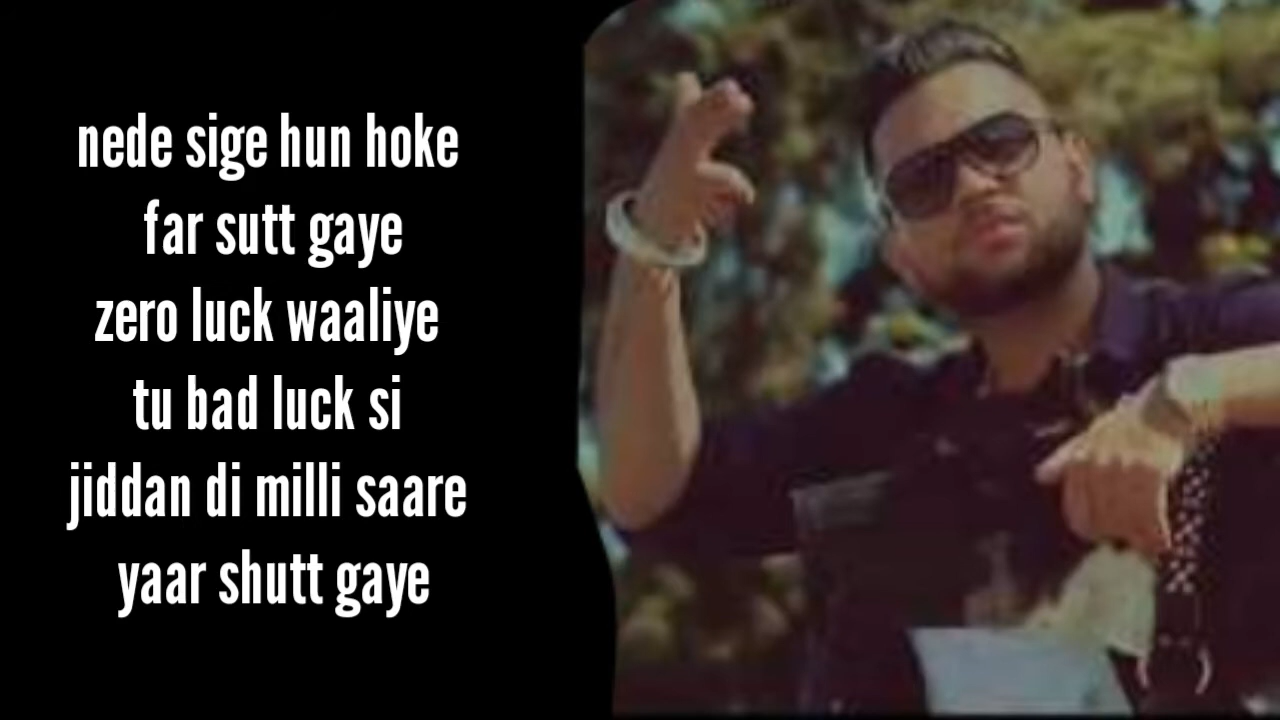 nede sige hun hoke
far sutt gaye
zero luck waaliye
tu bad luck si
jiddan di milli saare
yaar shutt gaye